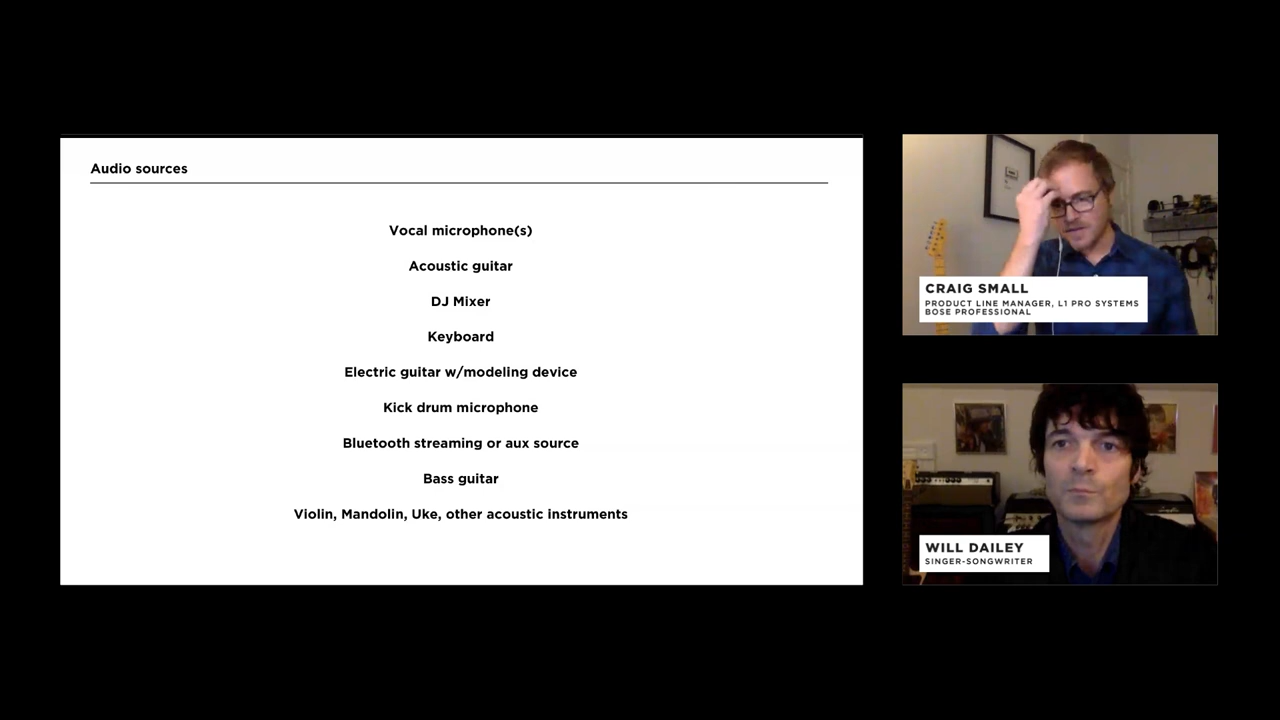 Audio sources
Vocal microphone(s)
Acoustic guitar
DJ Mixer
Keyboard
Electric guitar w/modeling device
Kick drum microphone
Bluetooth streaming or aux source
Bass guitar
Violin, Mandolin, Uke, other acoustic instruments
CRAIG SMALL
PRODUCT LINE MANAGER, L1 PRO SYSTEMS
BOSE PROFESSIONAL
WILL DAILEY
SINGER-SONGWRITER